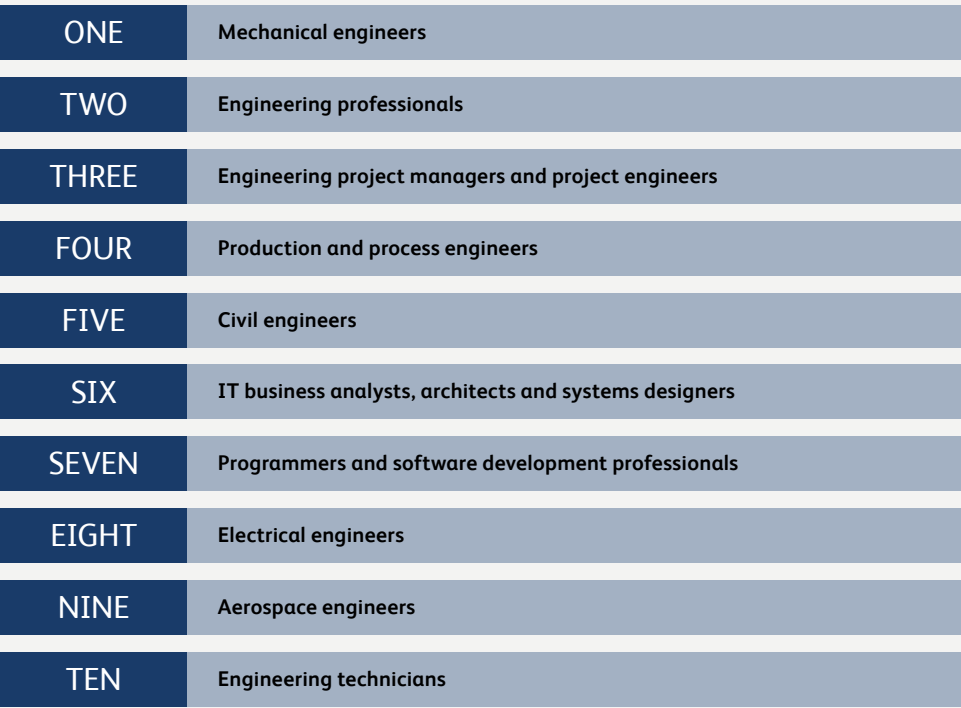 ONE Mechanical engineers
TWO Engineering professionals
THREE Engineering project managers and project engineers
FOUR Production and process engineers
FIVE Civil engineers
SIX IT business analysts, architects and systems designers
SEVEN Programmers and software development professionals
EIGHT Electrical engineers
NINE Aerospace engineers
TEN Engineering technicians